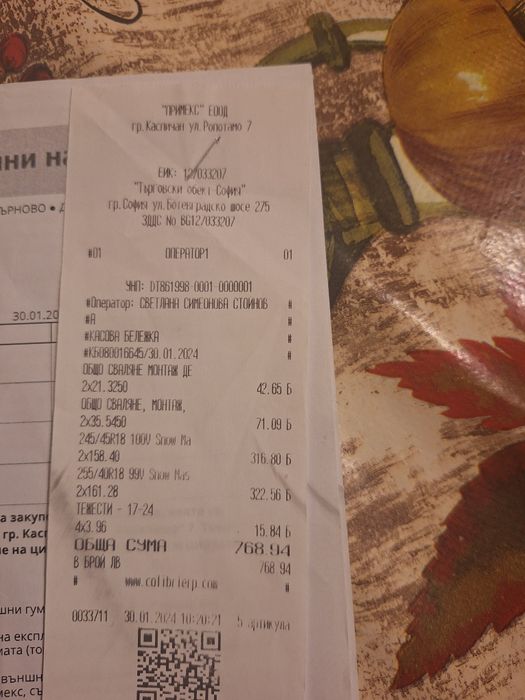 "ПРИМЕКС" ЕООД
гр.Каспичан ул.Ропотамо 7
ЕИК: 127033207
"Търговски обект София"
гр.София ул.Ботевградско шосе 275
ЗДДС No BG127033207
#01 ОПЕРАТОР1 01
УНП: DT861998-0001-0000001
#Оператор: СВЕТЛАНА СИМЕОНОВА СТОИНОВ #
#А #
#КАСОВА БЕЛЕЖКА #
#КБ080016645/30.01.2024 #
ОБЩО СВАЛЯНЕ МОНТАЖ ДЕ
2x21.3250 42.65 Б
ОБЩО СВАЛЯНЕ, МОНТАЖ,
2x35.5450 71.09 Б
245/45R18 100V Snow Ma
2x158.40 316.80 Б
255/40R18 99V Snow Mas
2x161.28 322.56 Б
ТЕЖЕСТИ - 17-24
4x3.96 15.84 Б
ОБЩА СУМА 768.94
В БРОИ ЛВ 768.94
# www.colibrierp.com #
0033711 30.01.2024 10:20:21 5 артикула
ни на
ЪРНОВО •
30.01.20
а закуп
гр. Кас
е на ци
шни гум
на експл
мата (то
външн
мекс, съ